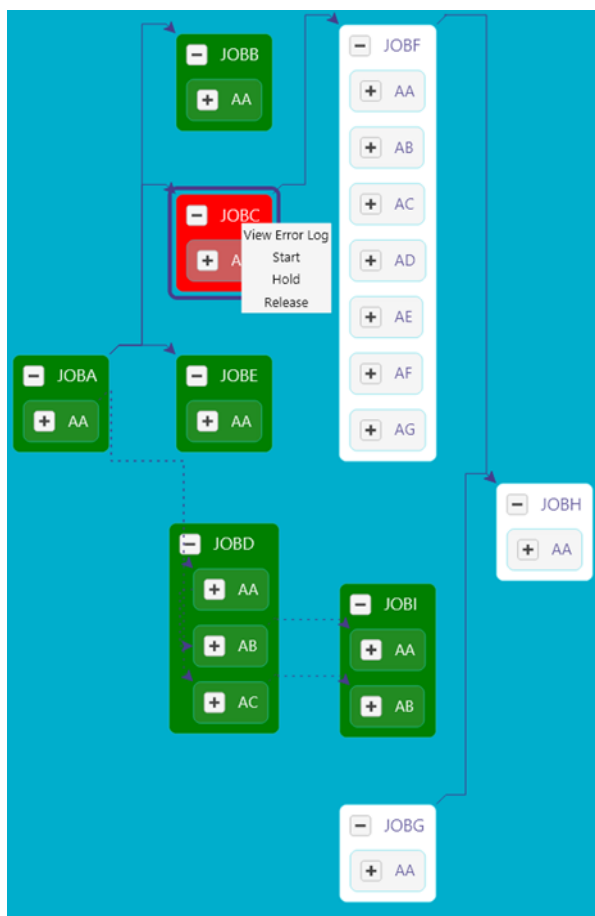 JOBB
AA
JOBC
A
View Error Log
Start
Hold
Release
JOBF
AA
AB
AC
AD
AE
AF
AG
JOBA
AA
JOBE
AA
JOBH
AA
JOBD
AA
AB
AC
JOBI
AA
AB
JOBG
AA